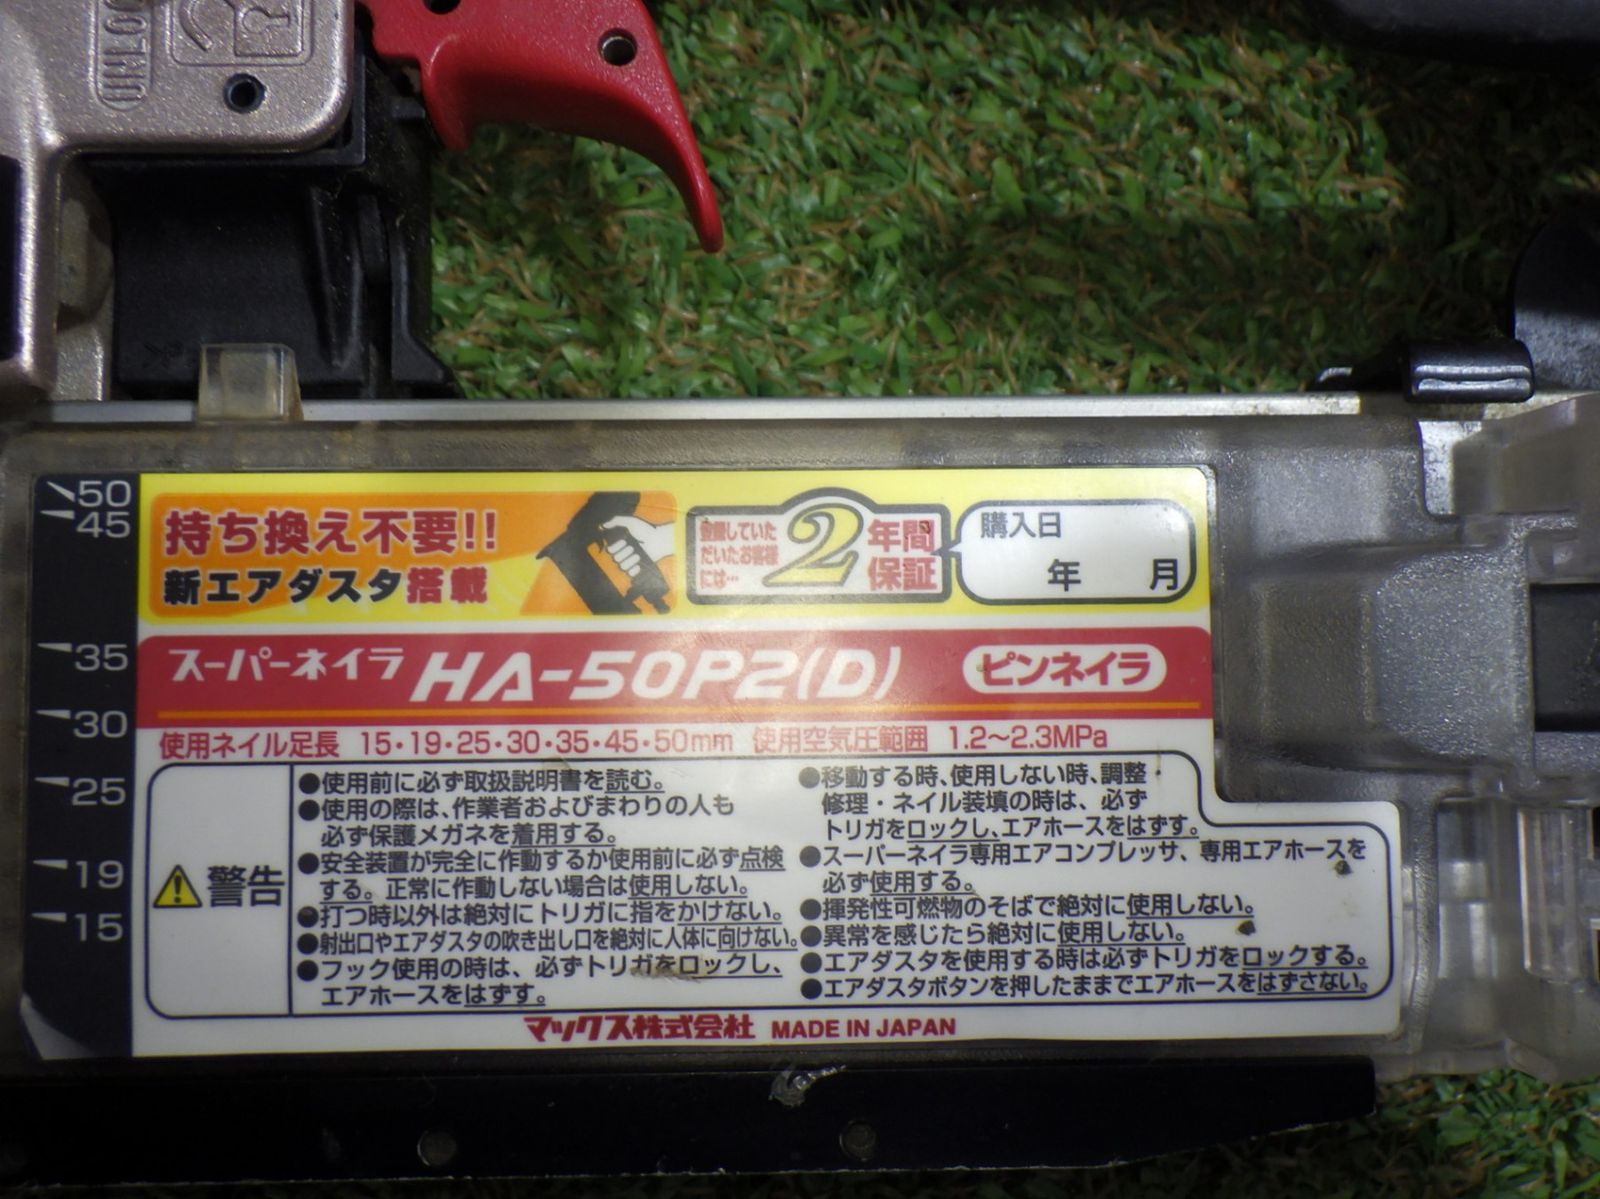 50
45
35
30
25
19
15
持ち換え不要!!
新エアダスタ搭載
登録していた
だいたお客様
には…
2年間
保証
購入日
年 月
スーパーネイラ HA-50P2(D) ピンネイラ
使用ネイル足長 15・19・25・30・35・45・50mm 使用空気圧範囲 1.2～2.3MPa
警告
●使用前に必ず取扱説明書を読む。
●使用の際は、作業者およびまわりの人も
必ず保護メガネを着用する。
●安全装置が完全に作動するか使用前に必ず点検
する。正常に作動しない場合は使用しない。
●打つ時以外は絶対にトリガに指をかけない。
●射出口やエアダスタの吹き出し口を絶対に人体に向けない。
●フック使用の時は、必ずトリガをロックし、
エアホースをはずす。
●移動する時、使用しない時、調整
修理・ネイル装填の時は、必ず
トリガをロックし、エアホースをはずす。
●スーパーネイラ専用エアコンプレッサ、専用エアホースを
必ず使用する。
●揮発性可燃物のそばで絶対に使用しない。
●異常を感じたら絶対に使用しない。
●エアダスタを使用する時は必ずトリガをロックする。
●エアダスタボタンを押したままでエアホースをはずさない。
マックス株式会社 MADE IN JAPAN